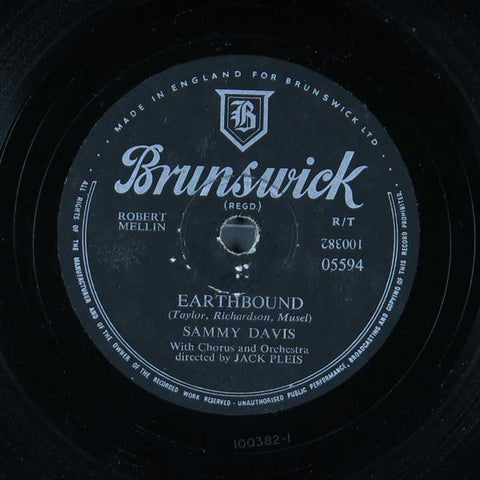 · MADE IN ENGLAND FOR BRUNSWICK LTD ·
B
Brunswick
(REGD.)
ROBERT
MELLIN
R/T
100382
05594
EARTHBOUND
(Taylor, Richardson, Musel)
SAMMY DAVIS
With Chorus and Orchestra
directed by JACK PLEIS
ALL RIGHTS OF THE MANUFACTURER AND OF THE OWNER OF THE RECORDED WORK RESERVED · UNAUTHORISED PUBLIC PERFORMANCE, BROADCASTING AND COPYING OF THIS RECORD PROHIBITED
100382-1